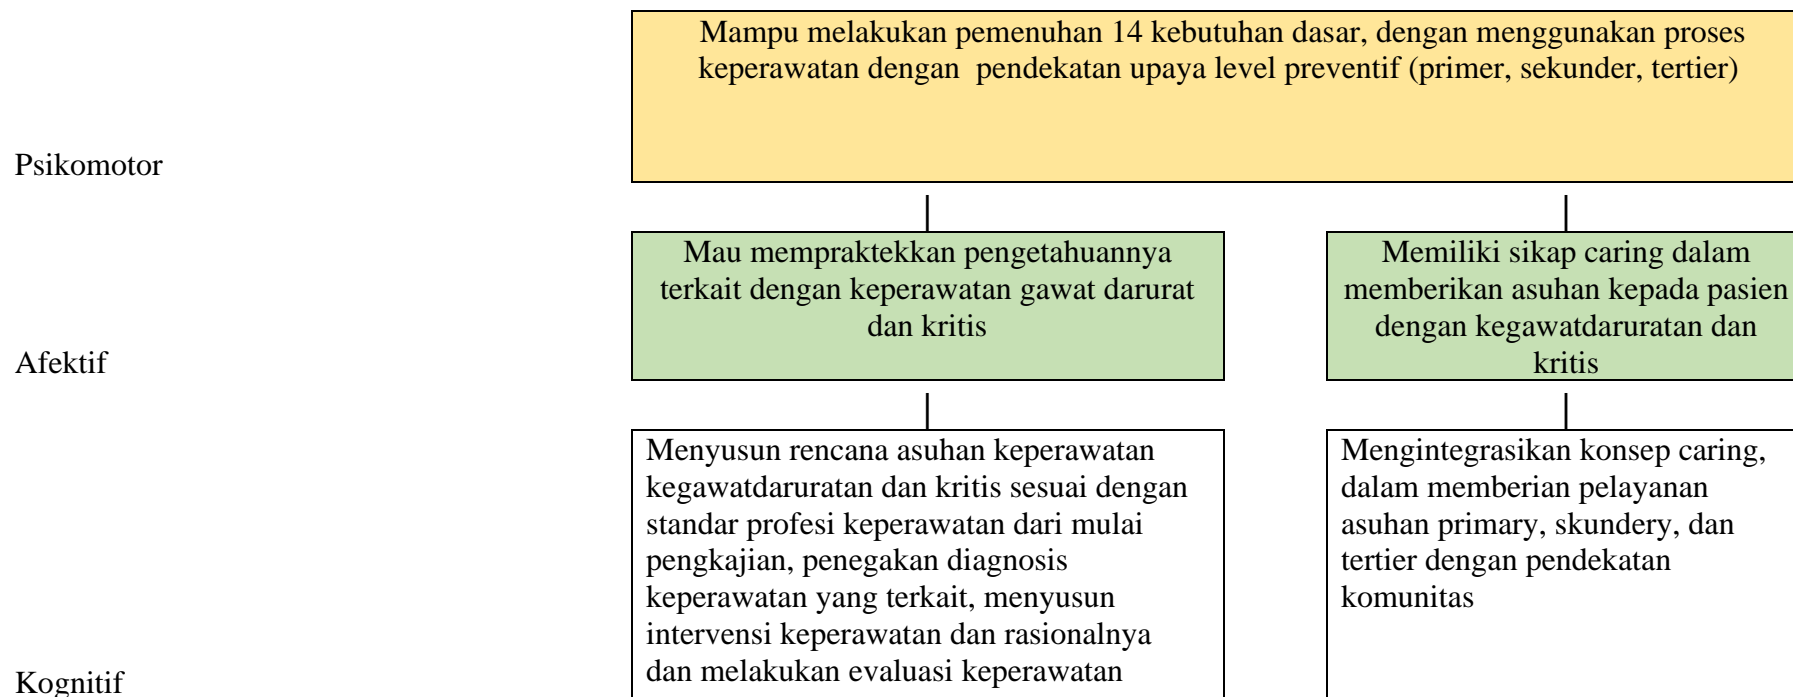 Mampu melakukan pemenuhan 14 kebutuhan dasar, dengan menggunakan proses
keperawatan dengan  pendekatan upaya level preventif (primer, sekunder, tertier)
Psikomotor
Mau mempraktekkan pengetahuannya
terkait dengan keperawatan gawat darurat
dan kritis
Memiliki sikap caring dalam
memberikan asuhan kepada pasien
dengan kegawatdaruratan dan
kritis
Afektif
Menyusun rencana asuhan keperawatan
kegawatdaruratan dan kritis sesuai dengan
standar profesi keperawatan dari mulai
pengkajian, penegakan diagnosis
keperawatan yang terkait, menyusun
intervensi keperawatan dan rasionalnya
dan melakukan evaluasi keperawatan
Mengintegrasikan konsep caring,
dalam memberian pelayanan
asuhan primary, skundery, dan
tertier dengan pendekatan
komunitas
Kognitif